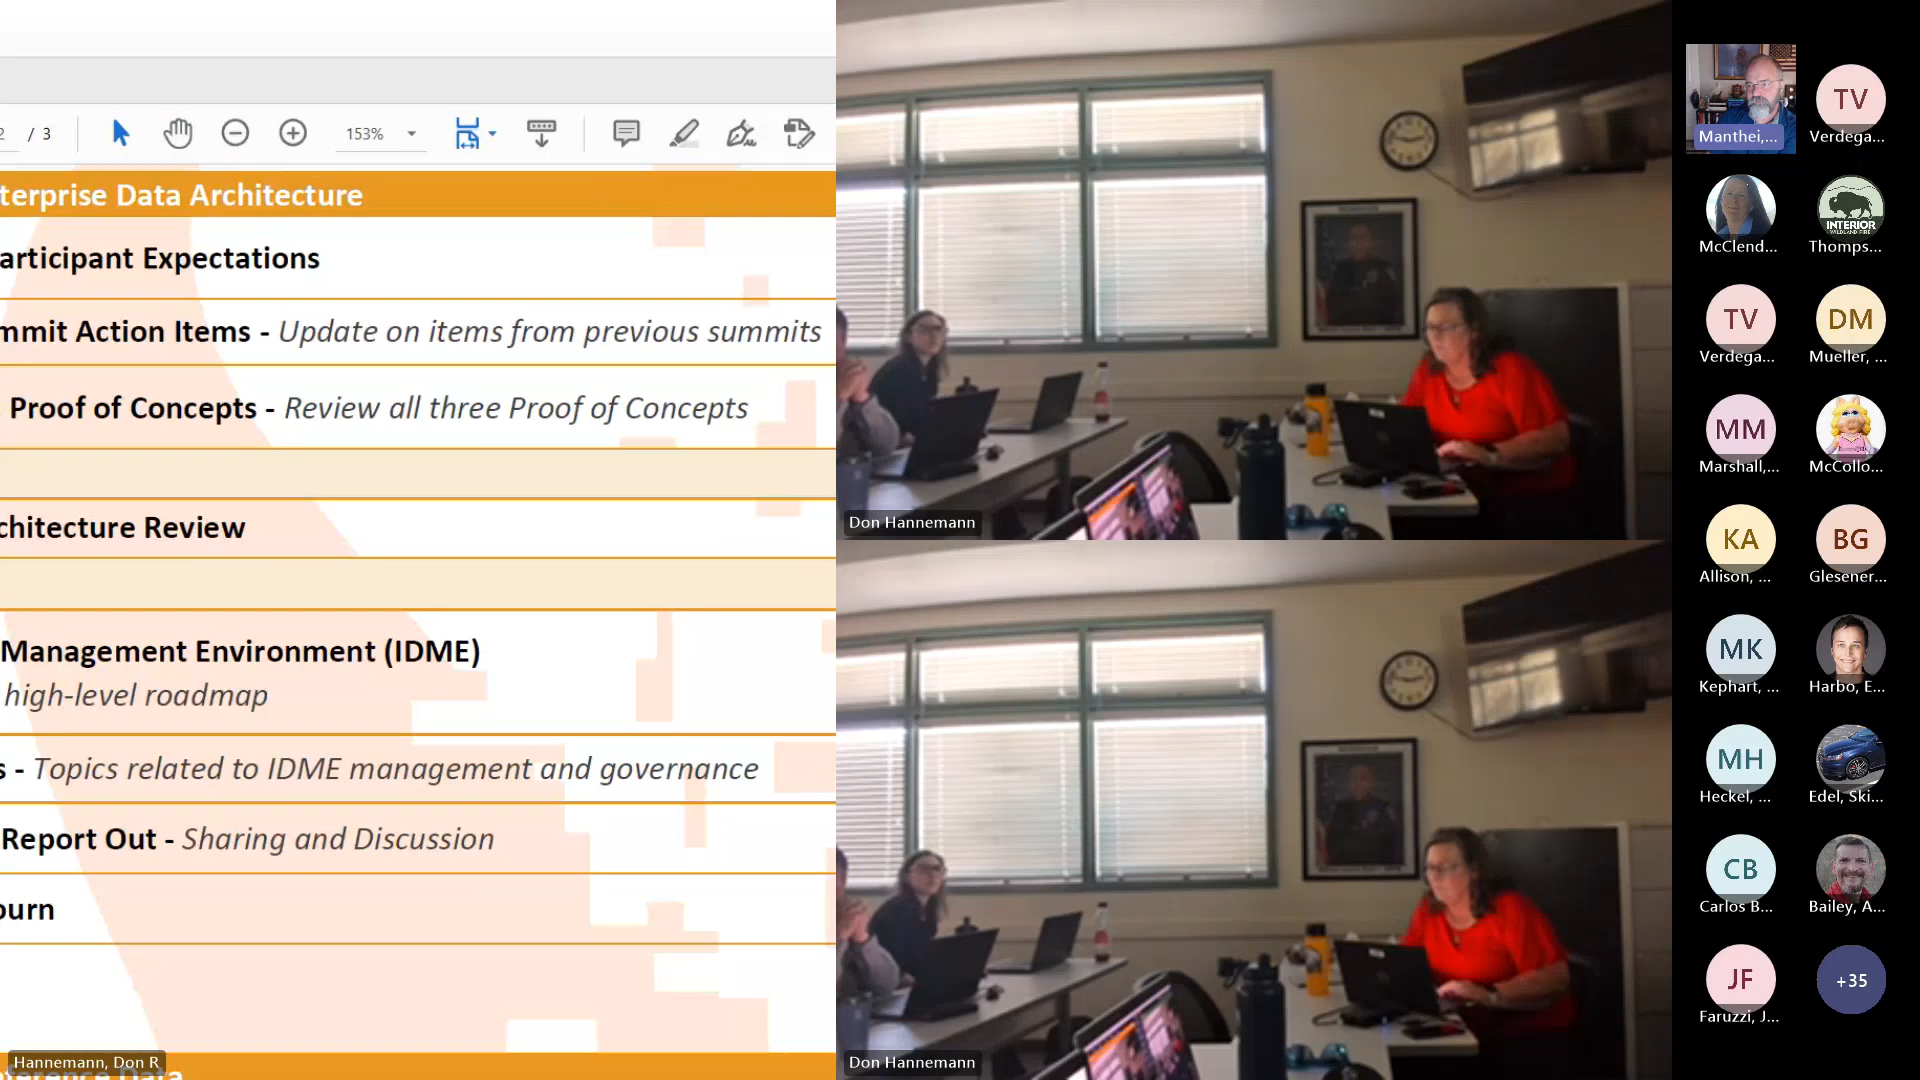 2 / 3
153%
terprise Data Architecture
articipant Expectations
mmit Action Items - Update on items from previous summits
Proof of Concepts - Review all three Proof of Concepts
chitecture Review
Management Environment (IDME)
high-level roadmap
s - Topics related to IDME management and governance
Report Out - Sharing and Discussion
ourn
Hannemann, Don R
Don Hannemann
Don Hannemann
Manthei,...
TV
Verdega...
McClend...
INTERIOR
WILDLAND FIRE
Thomps...
TV
Verdega...
DM
Mueller, ...
MM
Marshall,...
McCollo...
KA
Allison, ...
BG
Glesener...
MK
Kephart, ...
Harbo, E...
MH
Heckel, ...
Edel, Ski...
CB
Carlos B...
Bailey, A...
JF
Faruzzi, J...
+35